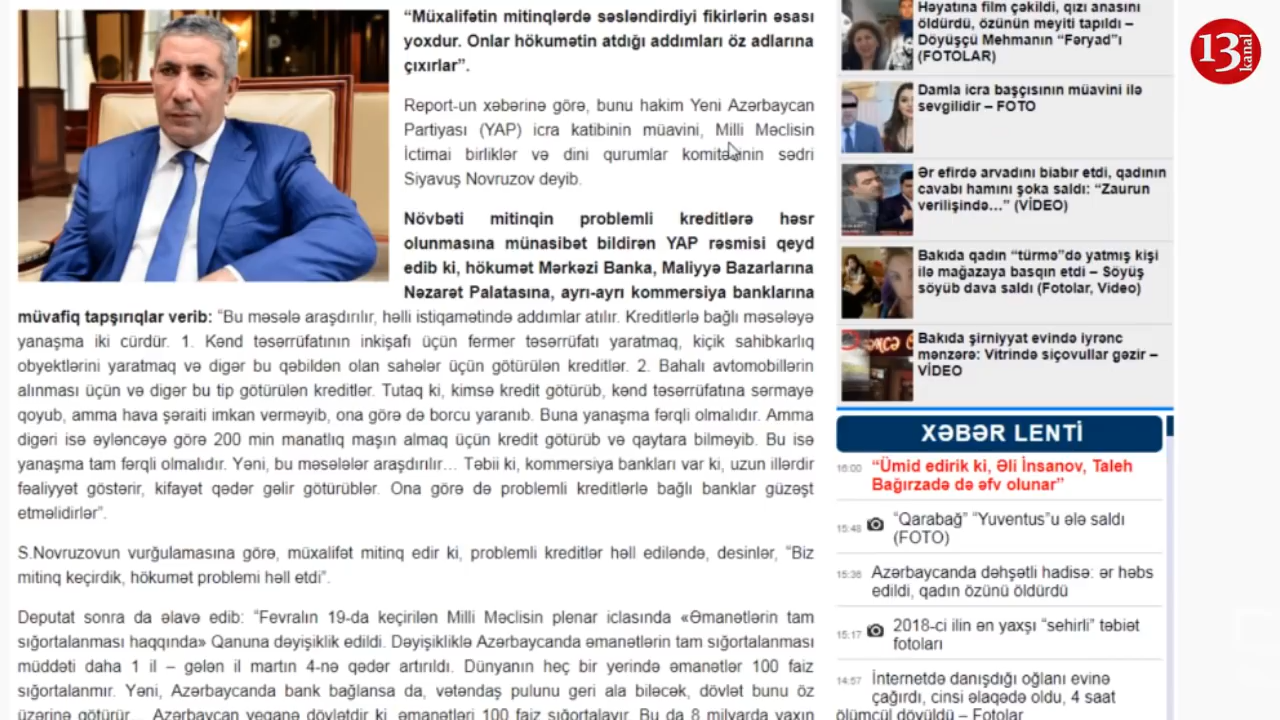 “Müxalifətin mitinqlərdə səsləndirdiyi fikirlərin əsası
yoxdur. Onlar hökumətin atdığı addımları öz adlarına
çıxırlar”.
Report-un xəbərinə görə, bunu hakim Yeni Azərbaycan
Partiyası (YAP) icra katibinin müavini, Milli Məclisin
İctimai birliklər və dini qurumlar komitəsinin sədri
Siyavuş Novruzov deyib.
Növbəti mitinqin problemli kreditlərə həsr
olunmasına münasibət bildirən YAP rəsmisi qeyd
edib ki, hökumət Mərkəzi Banka, Maliyyə Bazarlarına
Nəzarət Palatasına, ayrı-ayrı kommersiya banklarına
müvafiq tapşırıqlar verib: “Bu məsələ araşdırılır, həlli istiqamətində addımlar atılır. Kreditlərlə bağlı məsələyə
yanaşma iki cürdür. 1. Kənd təsərrüfatının inkişafı üçün fermer təsərrüfatı yaratmaq, kiçik sahibkarlıq
obyektlərini yaratmaq və digər bu qəbildən olan sahələr üçün götürülən kreditlər. 2. Bahalı avtomobillərin
alınması üçün və digər bu tip götürülən kreditlər. Tutaq ki, kimsə kredit götürüb, kənd təsərrüfatına sərmayə
qoyub, amma hava şəraiti imkan verməyib, ona görə də borcu yaranıb. Buna yanaşma fərqli olmalıdır. Amma
digəri isə əyləncəyə görə 200 min manatlıq maşın almaq üçün kredit götürüb və qaytara bilməyib. Bu isə
yanaşma tam fərqli olmalıdır. Yəni, bu məsələlər araşdırılır… Təbii ki, kommersiya bankları var ki, uzun illərdir
fəaliyyət göstərir, kifayət qədər gəlir götürüblər. Ona görə də problemli kreditlərlə bağlı banklar güzəşt
etməlidirlər”.
S.Novruzovun vurğulamasına görə, müxalifət mitinq edir ki, problemli kreditlər həll ediləndə, desinlər, “Biz
mitinq keçirdik, hökumət problemi həll etdi”.
Deputat sonra da əlavə edib: “Fevralın 19-da keçirilən Milli Məclisin plenar iclasında «Əmanətlərin tam
sığortalanması haqqında» Qanuna dəyişiklik edildi. Dəyişikliklə Azərbaycanda əmanətlərin tam sığortalanması
müddəti daha 1 il – gələn il martın 4-nə qədər artırıldı. Dünyanın heç bir yerində əmanətlər 100 faiz
sığortalanmır. Yəni, Azərbaycanda bank bağlansa da, vətəndaş pulunu geri ala biləcək, dövlət bunu öz
üzərinə götürür… Azərbaycan yeganə dövlətdir ki, əmanətləri 100 faiz sığortalayır. Bu da 8 milyarda yaxın
Həyatına film çəkildi, qızı anasını
öldürdü, özünün meyiti tapıldı –
Döyüşçü Mehmanın “Fəryad”ı
(FOTOLAR)
Damla icra başçısının müavini ilə
sevgilidir – FOTO
Ər efirdə arvadını biabır etdi, qadının
cavabı hamını şoka saldı: “Zaurun
verilişində…” (VİDEO)
Bakıda qadın “türmə”də yatmış kişi
ilə mağazaya basqın etdi – Söyüş
söyüb dava saldı (Fotolar, Video)
Bakıda şirniyyat evində iyrənc
mənzərə: Vitrində siçovullar gəzir –
VİDEO
XƏBƏR LENTİ
16:00 “Ümid edirik ki, Əli İnsanov, Taleh
Bağırzadə də əfv olunar”
15:48 “Qarabağ” “Yuventus”u ələ saldı
(FOTO)
15:36 Azərbaycanda dəhşətli hadisə: ər həbs
edildi, qadın özünü öldürdü
15:17 2018-ci ilin ən yaxşı “sehirli” təbiət
fotoları
14:57 İnternetdə danışdığı oğlanı evinə
çağırdı, cinsi əlaqədə oldu, 4 saat
ölümcül döyüldü – Fotolar
13 kanal